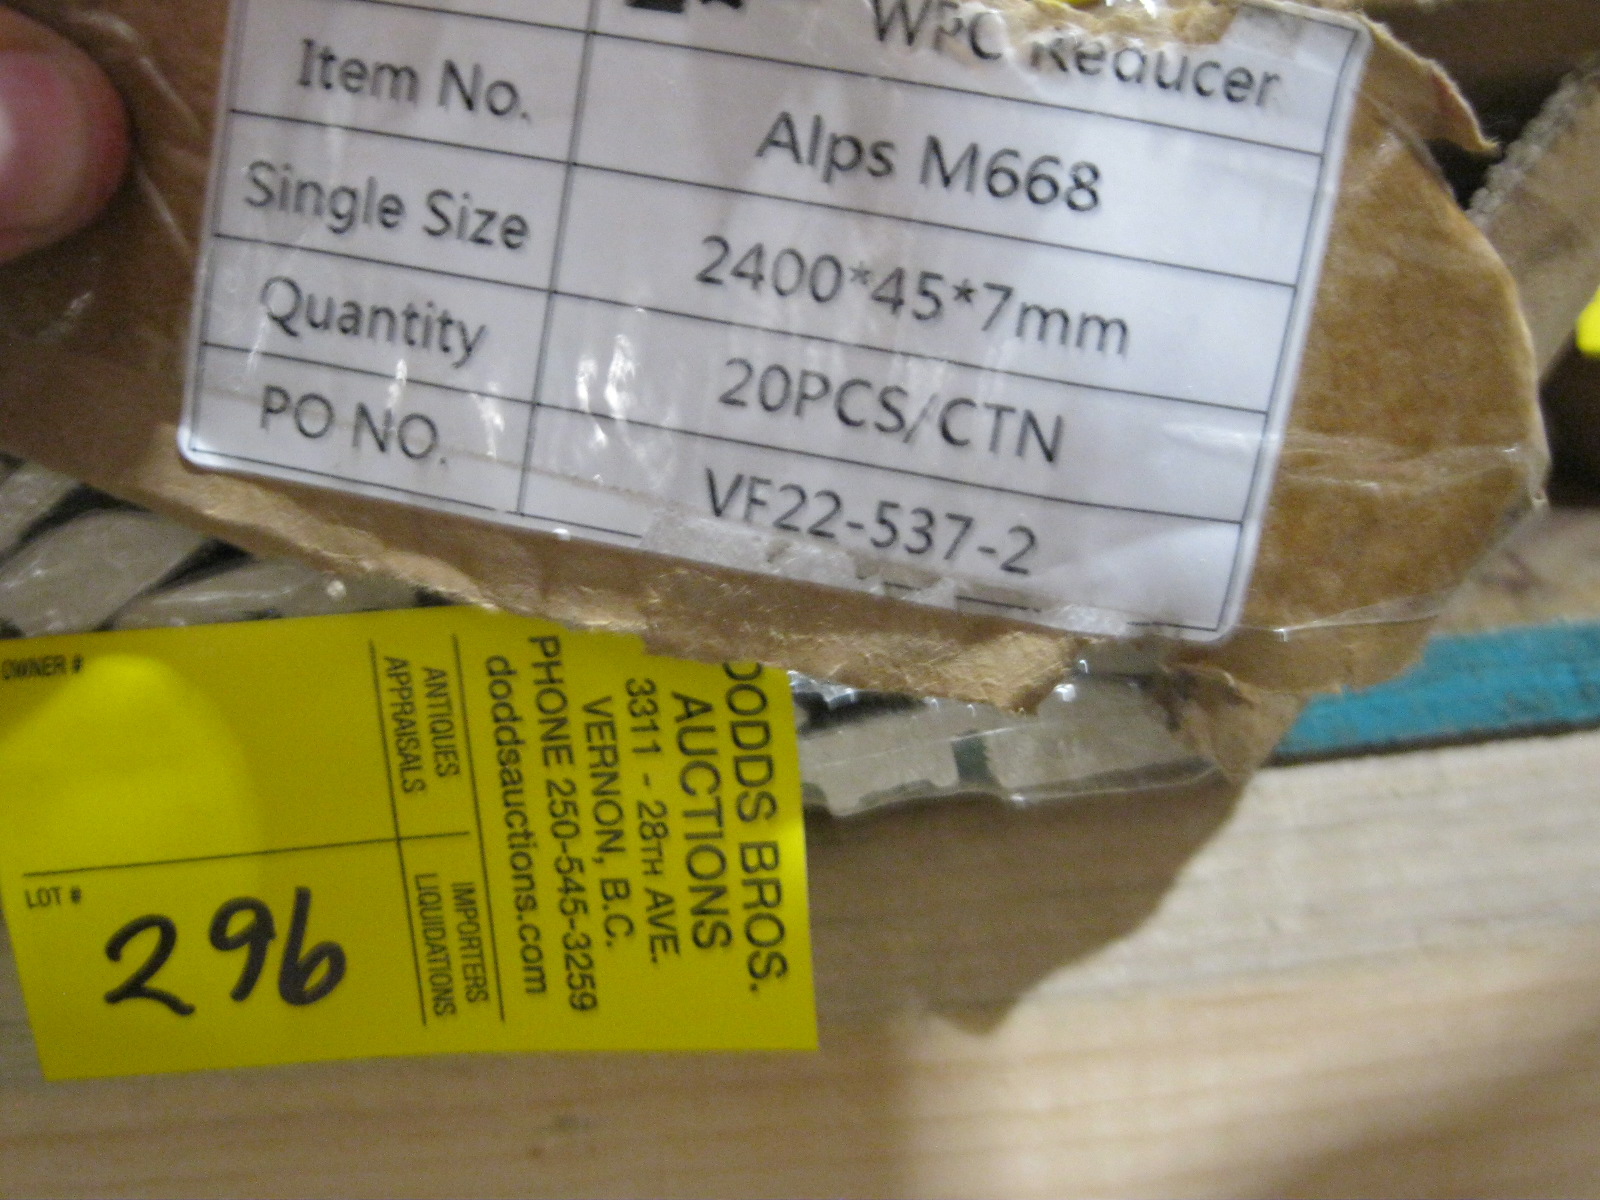 WPC Reducer
Item No. Alps M668
Single Size 2400*45*7mm
Quantity 20PCS/CTN
PO NO. VF22-537-2
DODDS BROS.
AUCTIONS
3311 - 28TH AVE.
VERNON, B.C.
PHONE 250-545-3259
doddsauctions.com
ANTIQUES
APPRAISALS
IMPORTERS
LIQUIDATIONS
OWNER #
LOT #
296